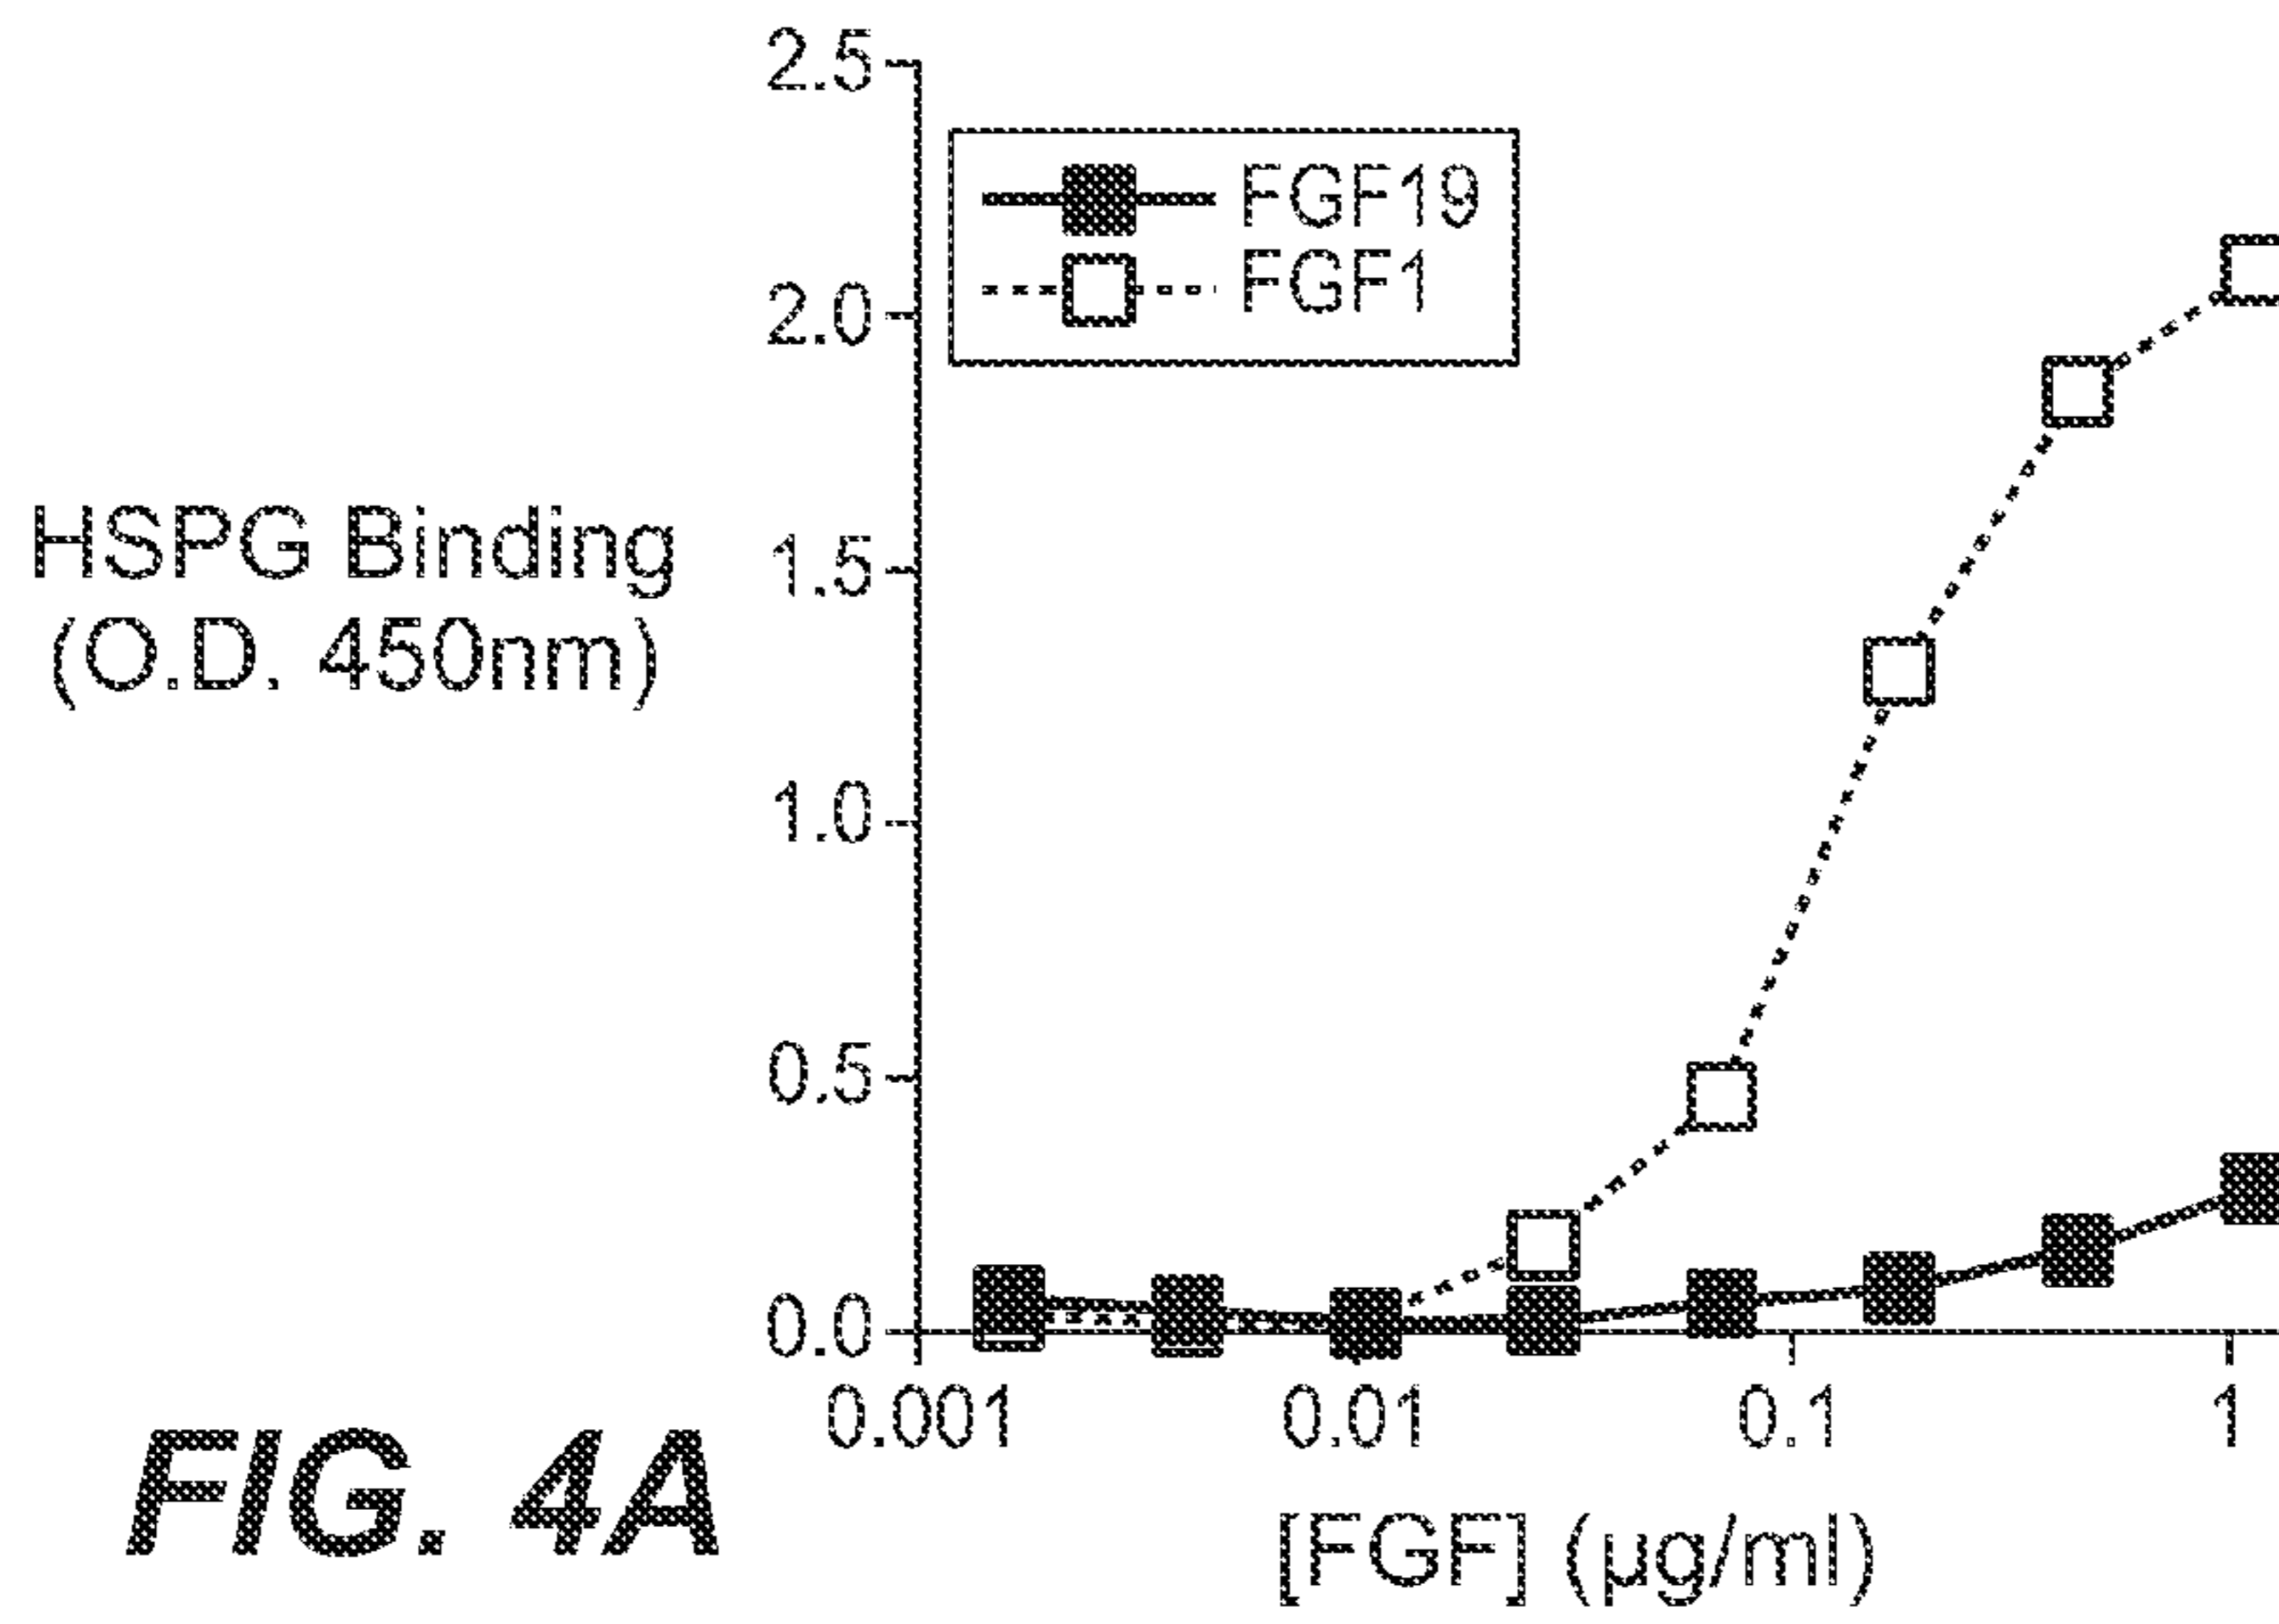 2.5
FGF19
FGF1
2.0
HSPG Binding
(O.D. 450nm)
1.5
1.0
0.5
0.0
0.001 0.01 0.1 1
FIG. 4A
[FGF] (µg/ml)